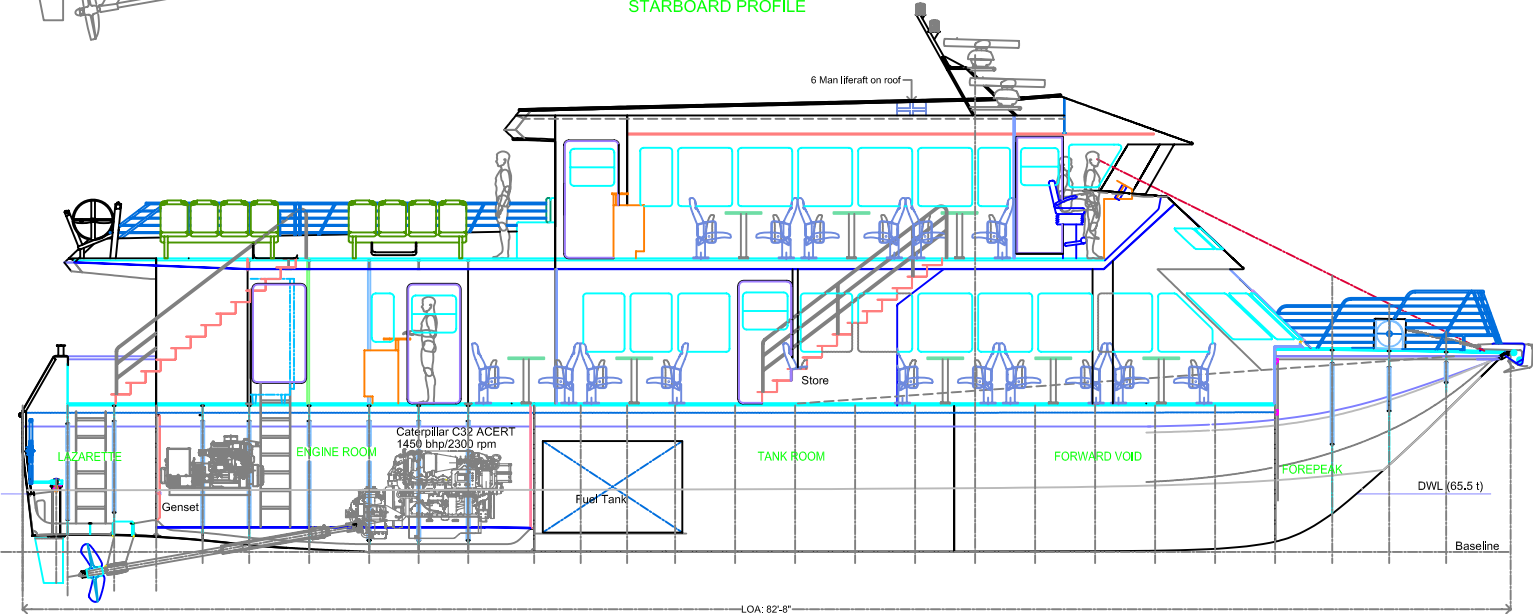 STARBOARD PROFILE
6 Man liferaft on roof
Store
Caterpillar C32 ACERT
1450 bhp/2300 rpm
LAZARETTE
ENGINE ROOM
TANK ROOM
FORWARD VOID
FOREPEAK
DWL (65.5 t)
Fuel Tank
Genset
Baseline
LOA: 82'-8"